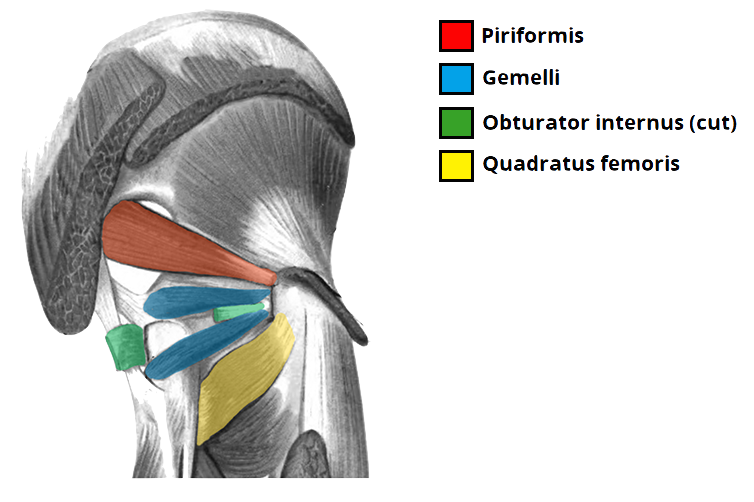 Piriformis
Gemelli
Obturator internus (cut)
Quadratus femoris